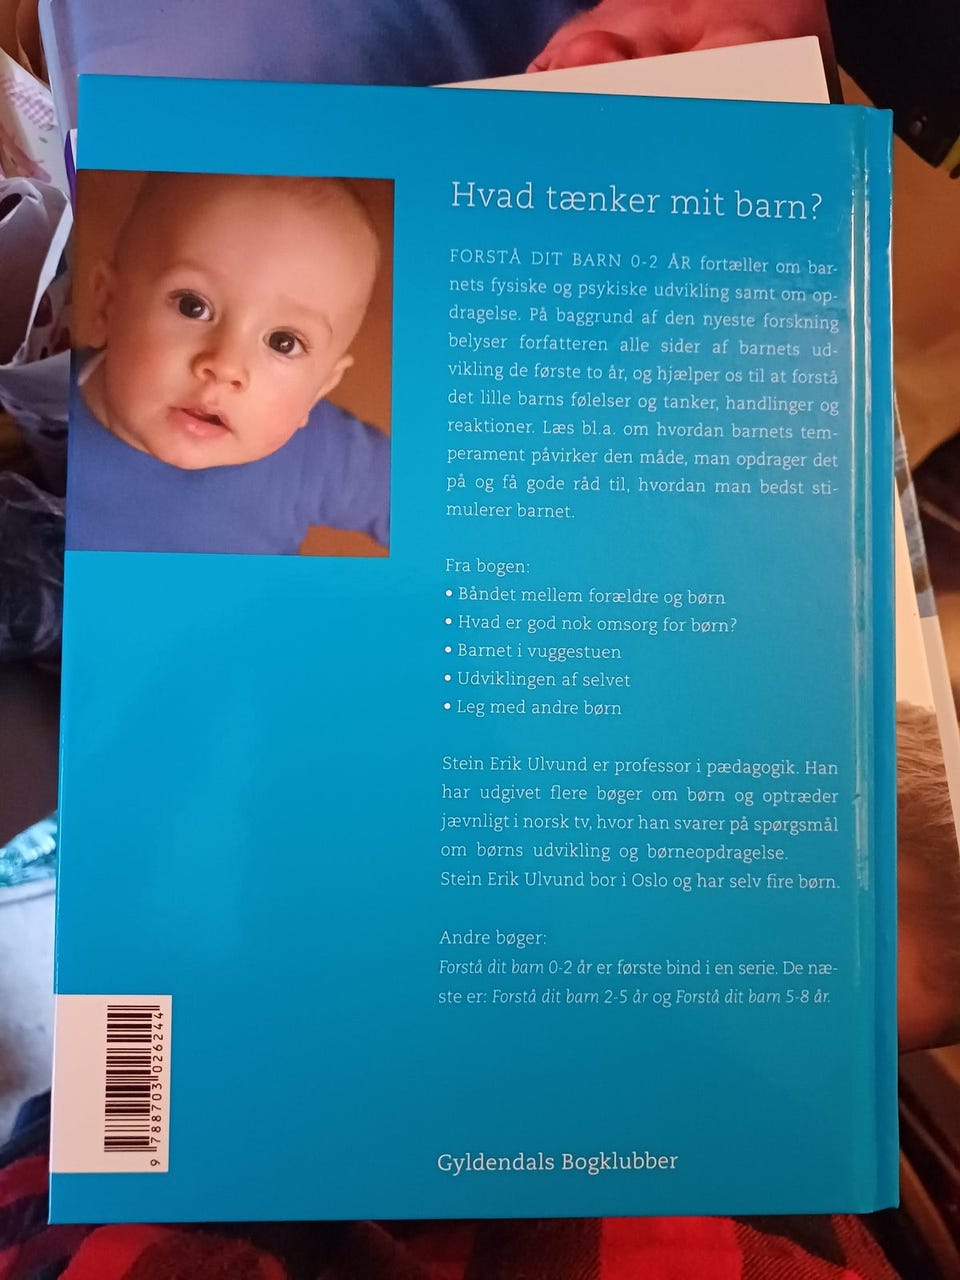 Hvad tænker mit barn?
FORSTÅ DIT BARN 0-2 ÅR fortæller om bar-
nets fysiske og psykiske udvikling samt om op-
dragelse. På baggrund af den nyeste forskning
belyser forfatteren alle sider af barnets ud-
vikling de første to år, og hjælper os til at forstå
det lille barns følelser og tanker, handlinger og
reaktioner. Læs bl.a. om hvordan barnets tem-
perament påvirker den måde, man opdrager det
på og få gode råd til, hvordan man bedst sti-
mulerer barnet.
Fra bogen:
• Båndet mellem forældre og børn
• Hvad er god nok omsorg for børn?
• Barnet i vuggestuen
• Udviklingen af selvet
• Leg med andre børn
Stein Erik Ulvund er professor i pædagogik. Han
har udgivet flere bøger om børn og optræder
jævnligt i norsk tv, hvor han svarer på spørgsmål
om børns udvikling og børneopdragelse.
Stein Erik Ulvund bor i Oslo og har selv fire børn.
Andre bøger:
Forstå dit barn 0-2 år er første bind i en serie. De næ-
ste er: Forstå dit barn 2-5 år og Forstå dit barn 5-8 år.
9 788703 026244
Gyldendals Bogklubber